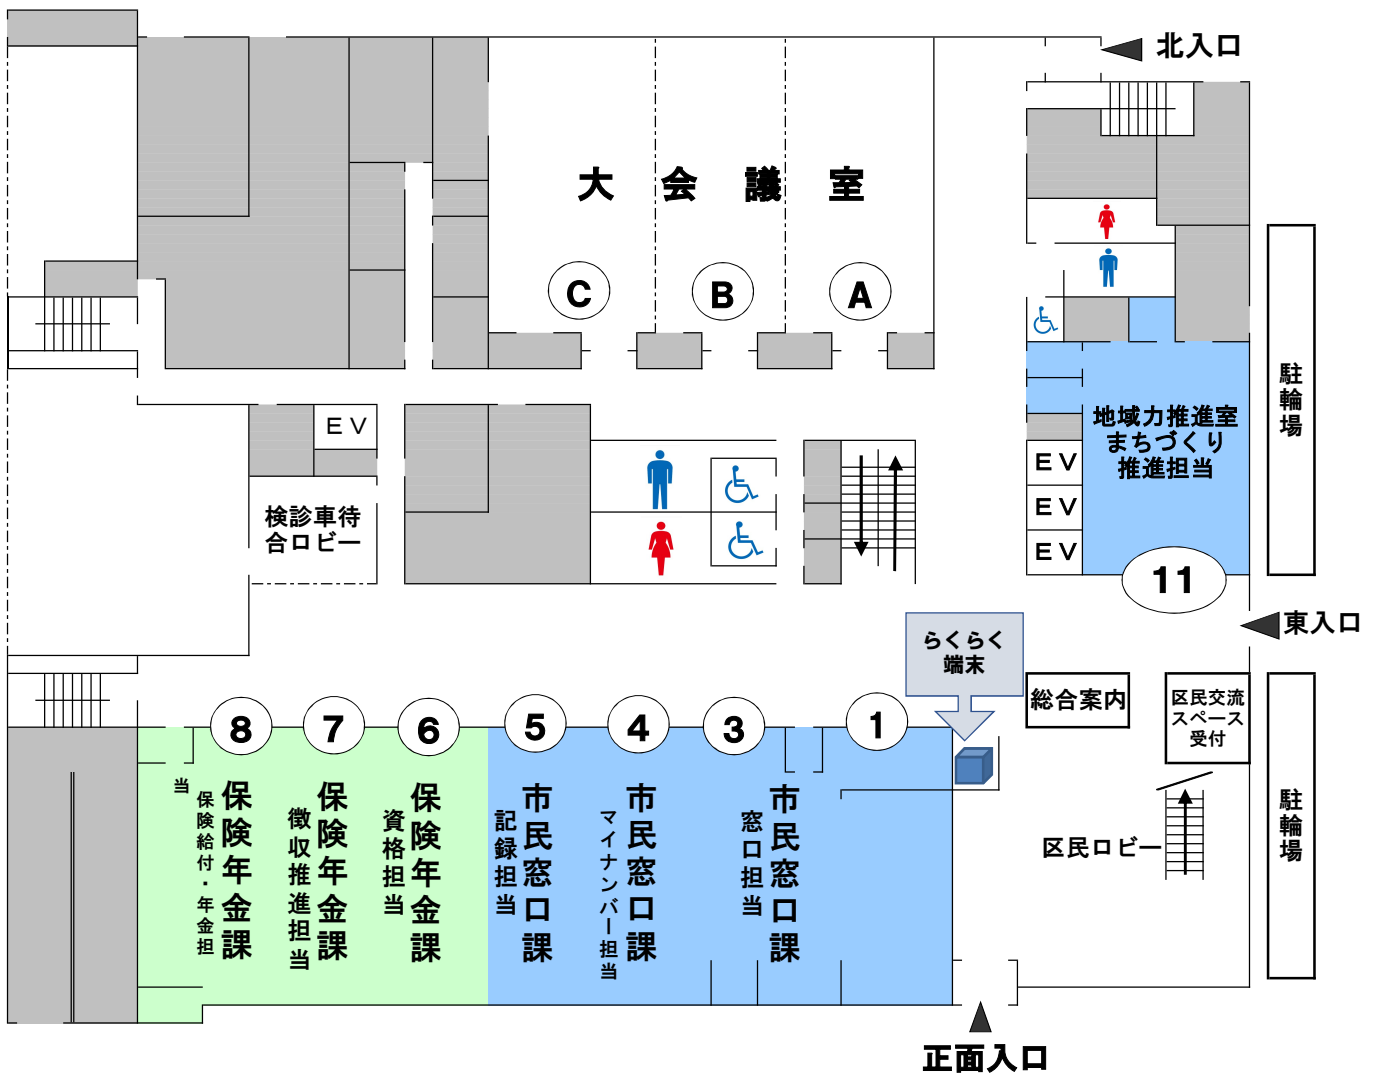 北入口
大会議室
C
B
A
駐輪場
地域力推進室
まちづくり
推進担当
EV
EV
EV
EV
検診車待
合ロビー
11
東入口
らくらく
端末
総合案内
区民交流
スペース
受付
8
7
6
5
4
3
1
保険年金課
保険給付・年金担
当
保険年金課
徴収推進担当
保険年金課
資格担当
市民窓口課
記録担当
市民窓口課
マイナンバー担当
市民窓口課
窓口担当
区民ロビー
駐輪場
正面入口